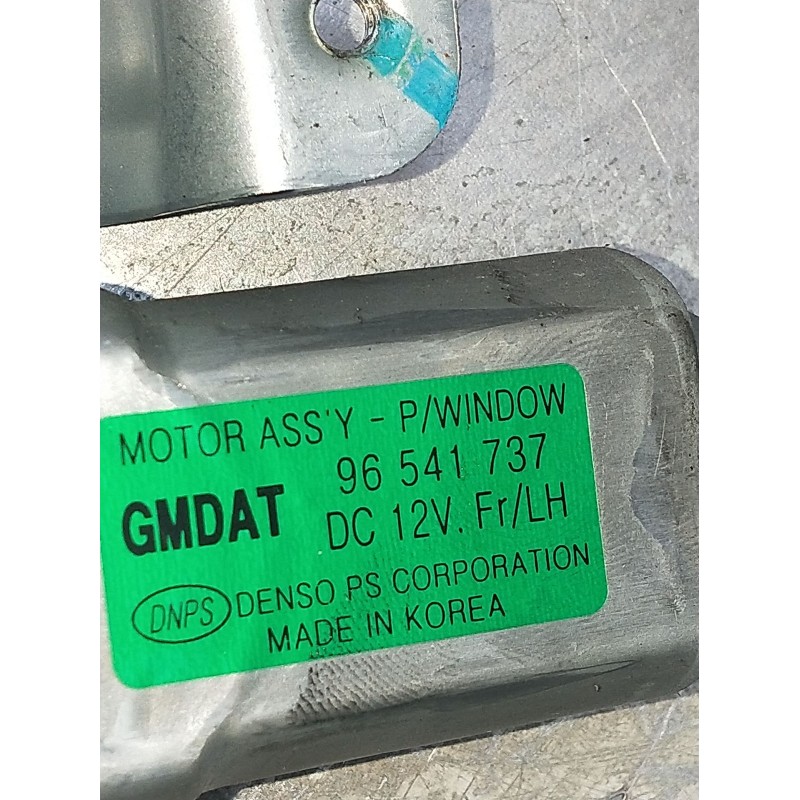 MOTOR ASS'Y - P/WINDOW
96 541 737
GMDAT
DC 12V. Fr/LH
DNPS DENSO PS CORPORATION
MADE IN KOREA